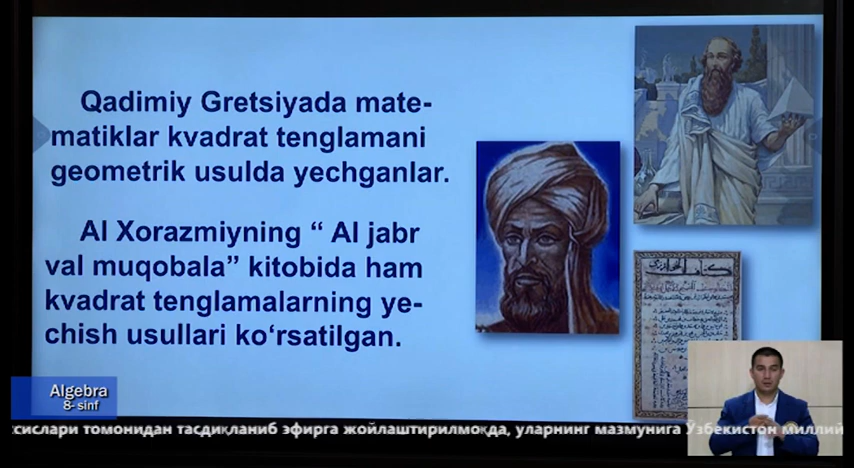 Qadimiy Gretsiyada mate-
matiklar kvadrat tenglamani
geometrik usulda yechganlar.
Al Xorazmiyning “ Al jabr
val muqobala” kitobida ham
kvadrat tenglamalarning ye-
chish usullari ko‘rsatilgan.
Algebra
8- sinf
ссислари томонидан тасдиқланиб эфирга жойлаштирилмоқда, уларнинг мазмунига Ўзбекистон миллий